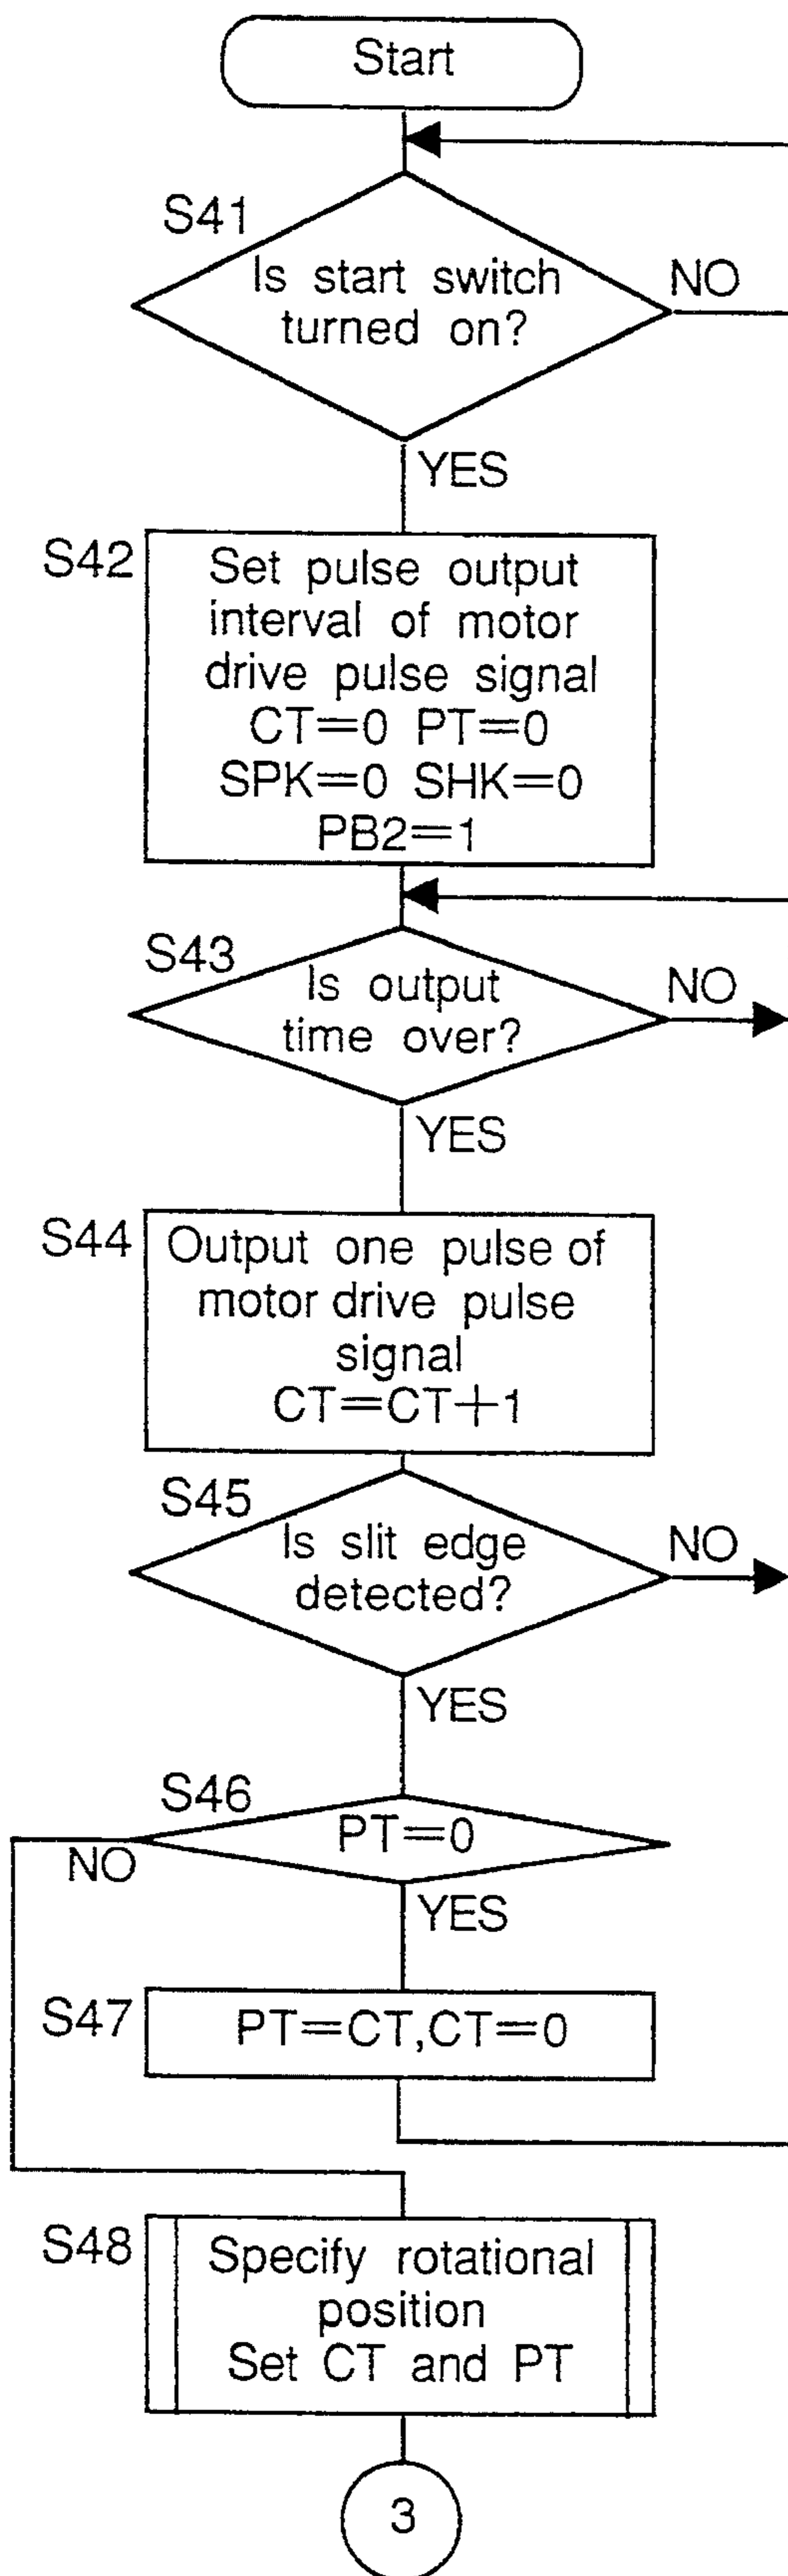 Start
S41
Is start switch
turned on?
NO
YES
S42
Set pulse output
interval of motor
drive pulse signal
CT=0 PT=0
SPK=0 SHK=0
PB2=1
S43
Is output
time over?
NO
YES
S44
Output one pulse of
motor drive pulse
signal
CT=CT+1
S45
Is slit edge
detected?
NO
YES
S46
PT=0
NO
YES
S47
PT=CT,CT=0
S48
Specify rotational
position
Set CT and PT
3